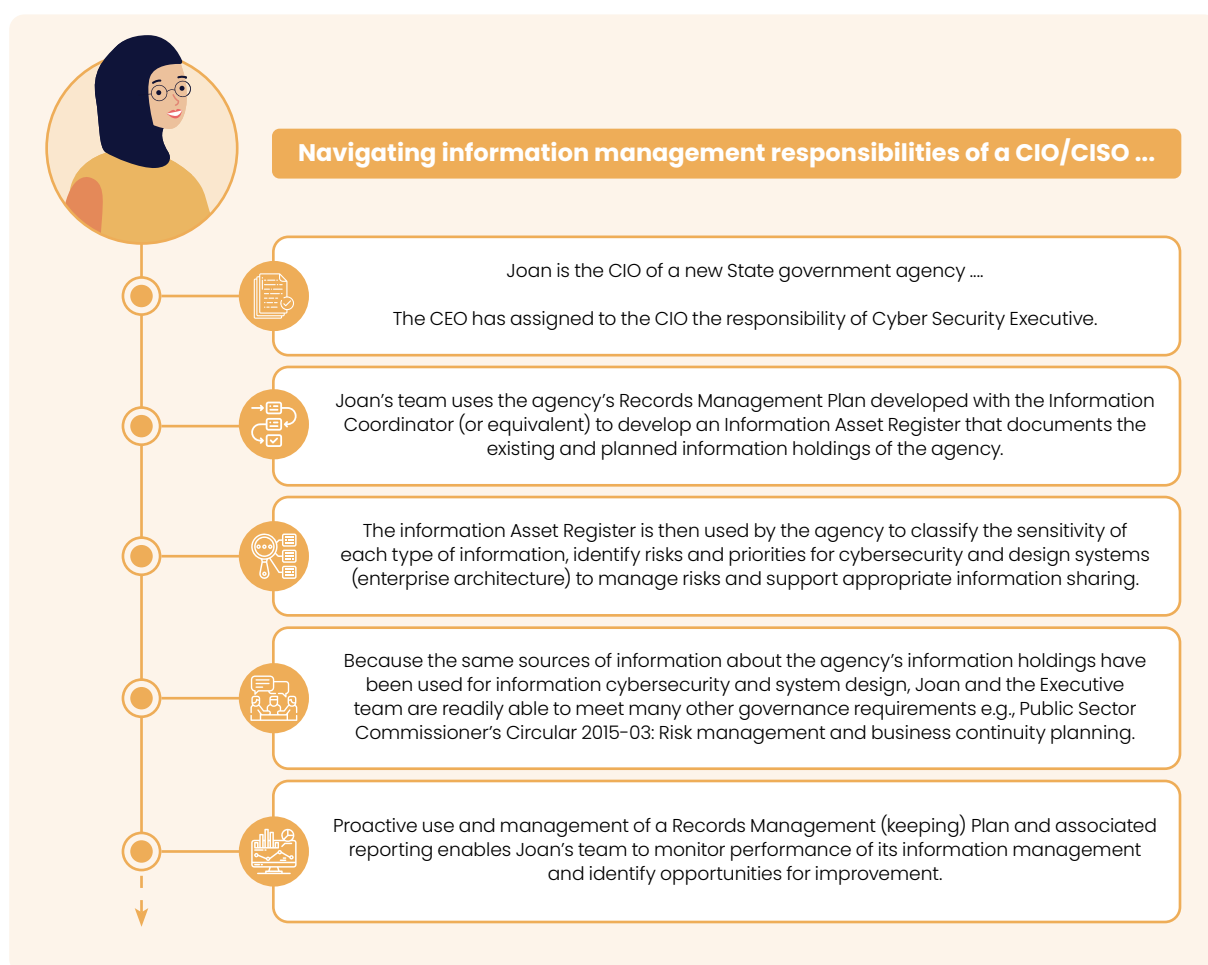 Navigating information management responsibilities of a CIO/CISO ...
Joan is the CIO of a new State government agency ....
The CEO has assigned to the CIO the responsibility of Cyber Security Executive.
Joan's team uses the agency's Records Management Plan developed with the Information
Coordinator (or equivalent) to develop an Information Asset Register that documents the
existing and planned information holdings of the agency.
The information Asset Register is then used by the agency to classify the sensitivity of
each type of information, identify risks and priorities for cybersecurity and design systems
(enterprise architecture) to manage risks and support appropriate information sharing.
Because the same sources of information about the agency's information holdings have
been used for information cybersecurity and system design, Joan and the Executive
team are readily able to meet many other governance requirements e.g., Public Sector
Commissioner's Circular 2015-03: Risk management and business continuity planning.
Proactive use and management of a Records Management (keeping) Plan and associated
reporting enables Joan's team to monitor performance of its information management
and identify opportunities for improvement.